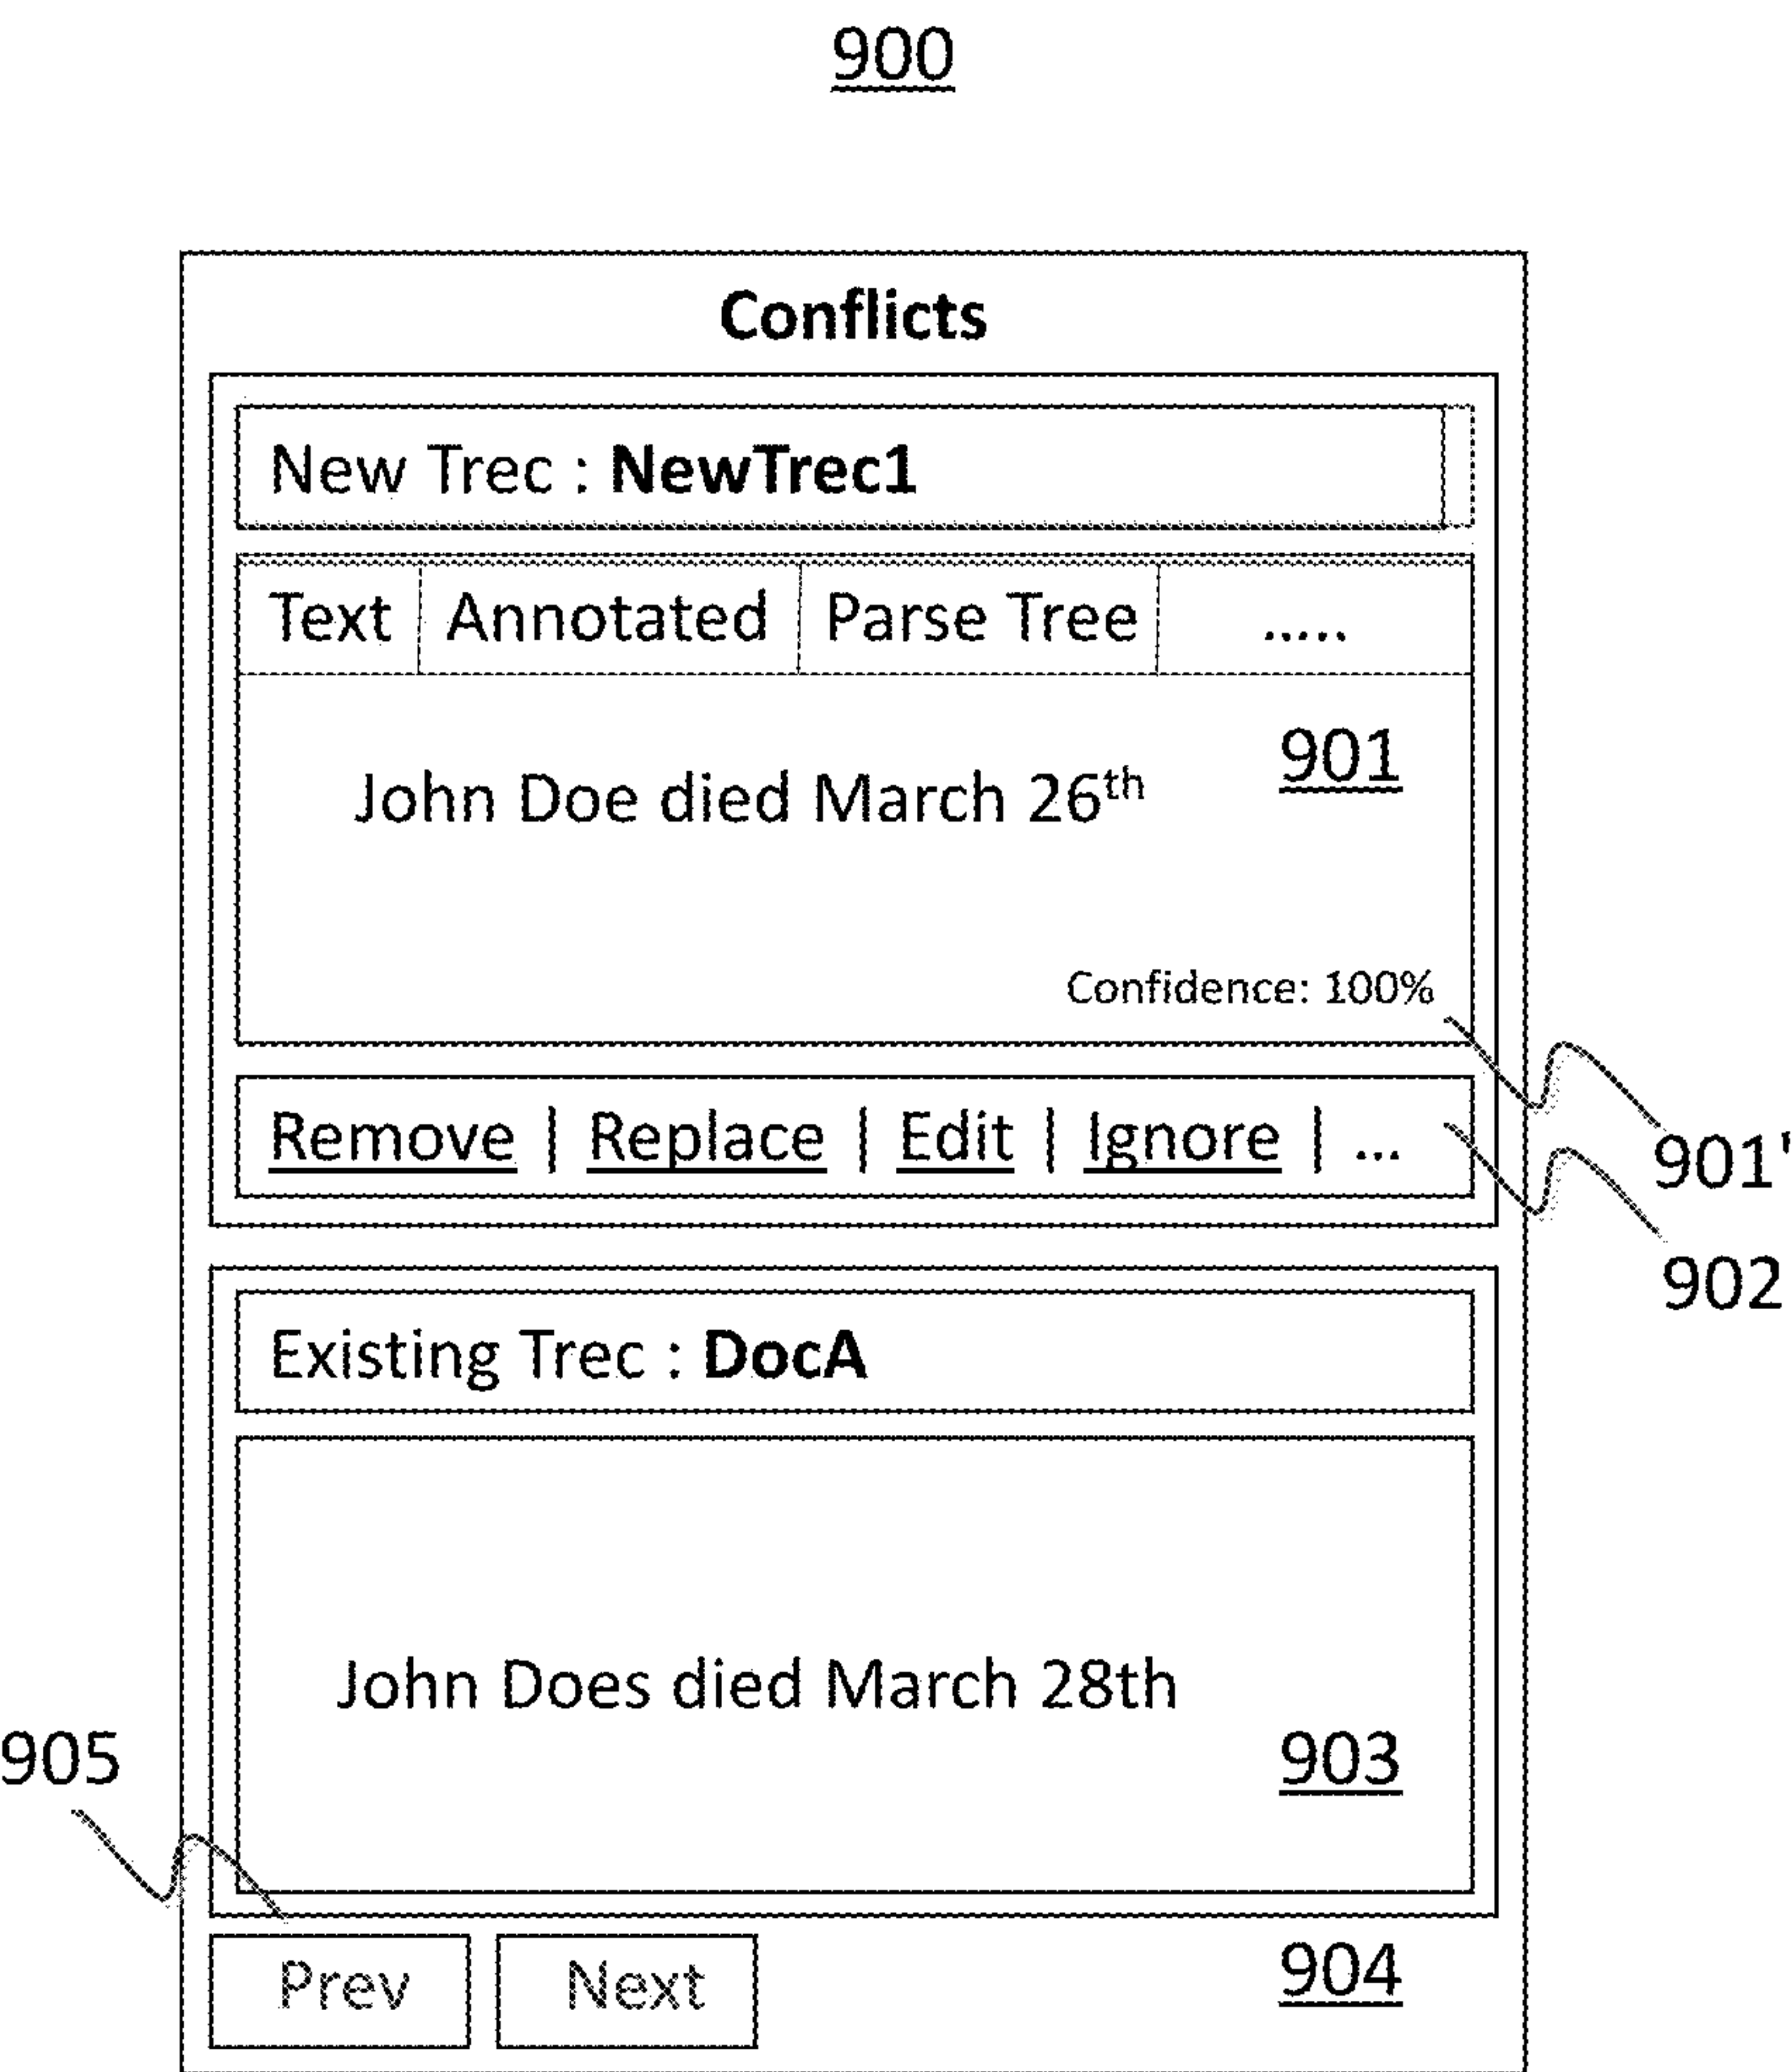 900
Conflicts
New Trec : NewTrec1
Text Annotated Parse Tree .....
901
John Doe died March 26th
Confidence: 100%
901'
Remove | Replace | Edit | Ignore | ...
902
Existing Trec : DocA
John Does died March 28th
903
905
Prev Next
904